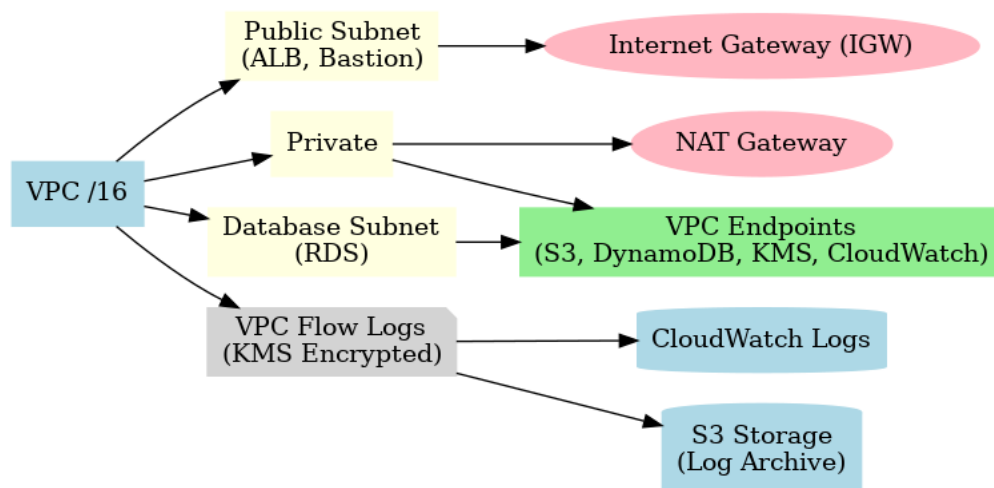 Public Subnet
(ALB, Bastion)
Internet Gateway (IGW)
Private
NAT Gateway
VPC /16
Database Subnet
(RDS)
VPC Endpoints
(S3, DynamoDB, KMS, CloudWatch)
VPC Flow Logs
(KMS Encrypted)
CloudWatch Logs
S3 Storage
(Log Archive)